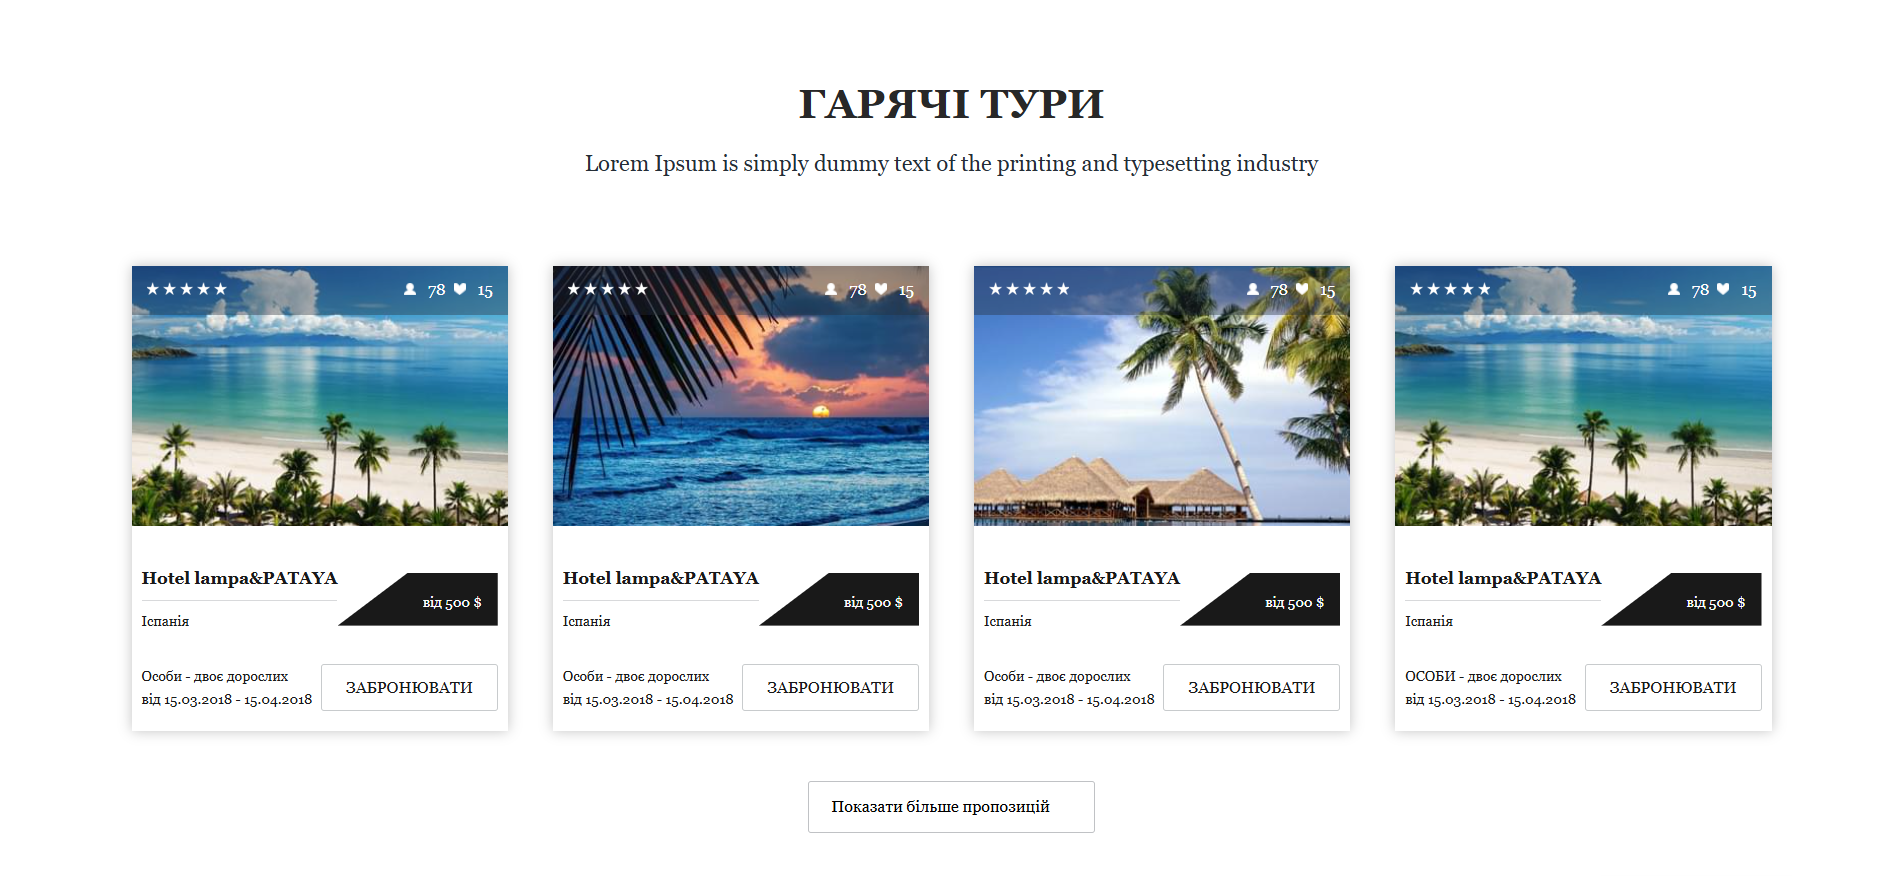 ГАРЯЧІ ТУРИ
Lorem Ipsum is simply dummy text of the printing and typesetting industry
★★★★★ 78 15
Hotel lampa&PATAYA
від 500 $
Іспанія
Особи - двоє дорослих
від 15.03.2018 - 15.04.2018
ЗАБРОНЮВАТИ
★★★★★ 78 15
Hotel lampa&PATAYA
від 500 $
Іспанія
Особи - двоє дорослих
від 15.03.2018 - 15.04.2018
ЗАБРОНЮВАТИ
★★★★★ 78 15
Hotel lampa&PATAYA
від 500 $
Іспанія
Особи - двоє дорослих
від 15.03.2018 - 15.04.2018
ЗАБРОНЮВАТИ
★★★★★ 78 15
Hotel lampa&PATAYA
від 500 $
Іспанія
ОСОБИ - двоє дорослих
від 15.03.2018 - 15.04.2018
ЗАБРОНЮВАТИ
Показати більше пропозицій